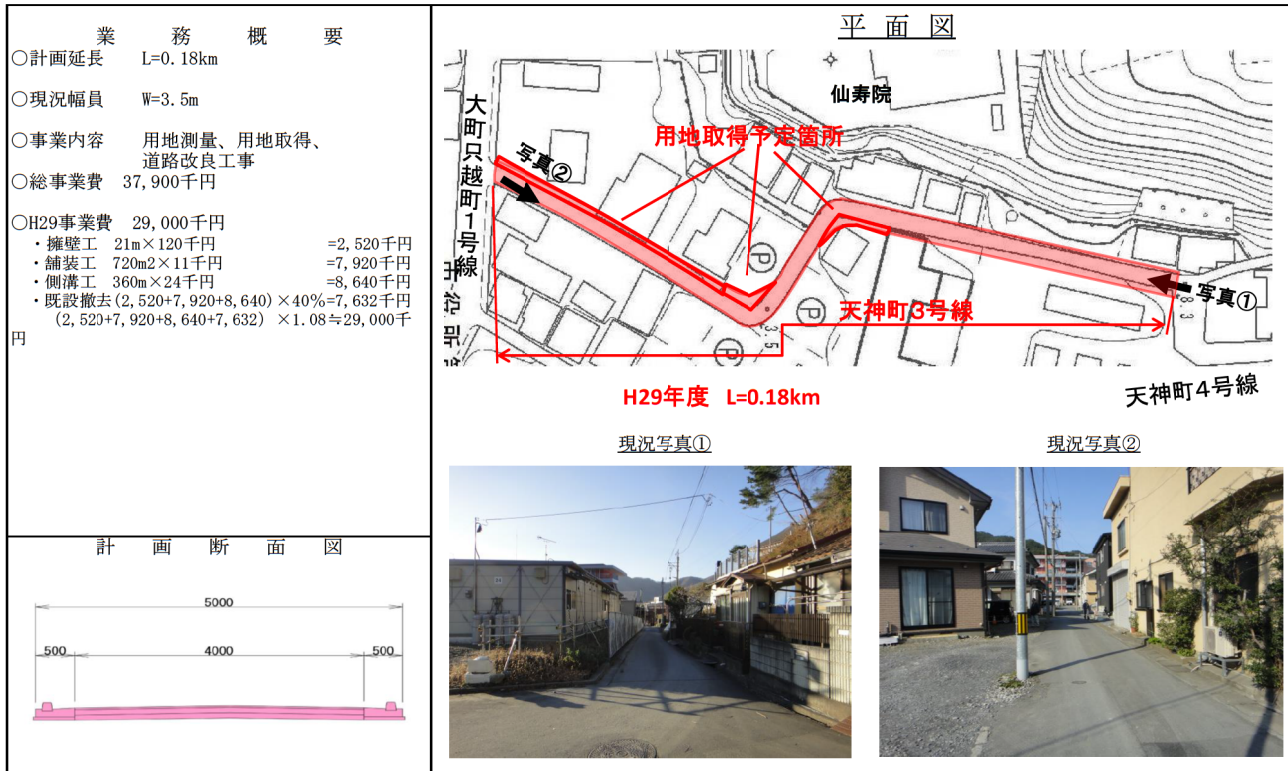 業務概要
○計画延長 L=0.18km
○現況幅員 W=3.5m
○事業内容 用地測量、用地取得、
道路改良工事
○総事業費 37,900千円
○H29事業費 29,000千円
・擁壁工 21m×120千円 =2,520千円
・舗装工 720m2×11千円 =7,920千円
・側溝工 360m×24千円 =8,640千円
・既設撤去(2,520+7,920+8,640)×40%=7,632千円
(2,520+7,920+8,640+7,632) ×1.08≒29,000千
円
計画断面図
5000
500 4000 500
平面図
仙寿院
大町只越町1号線
用地取得予定箇所
写真②
P
P
P
3.5
天神町3号線
写真①
8.3
H29年度 L=0.18km
天神町4号線
現況写真①
現況写真②